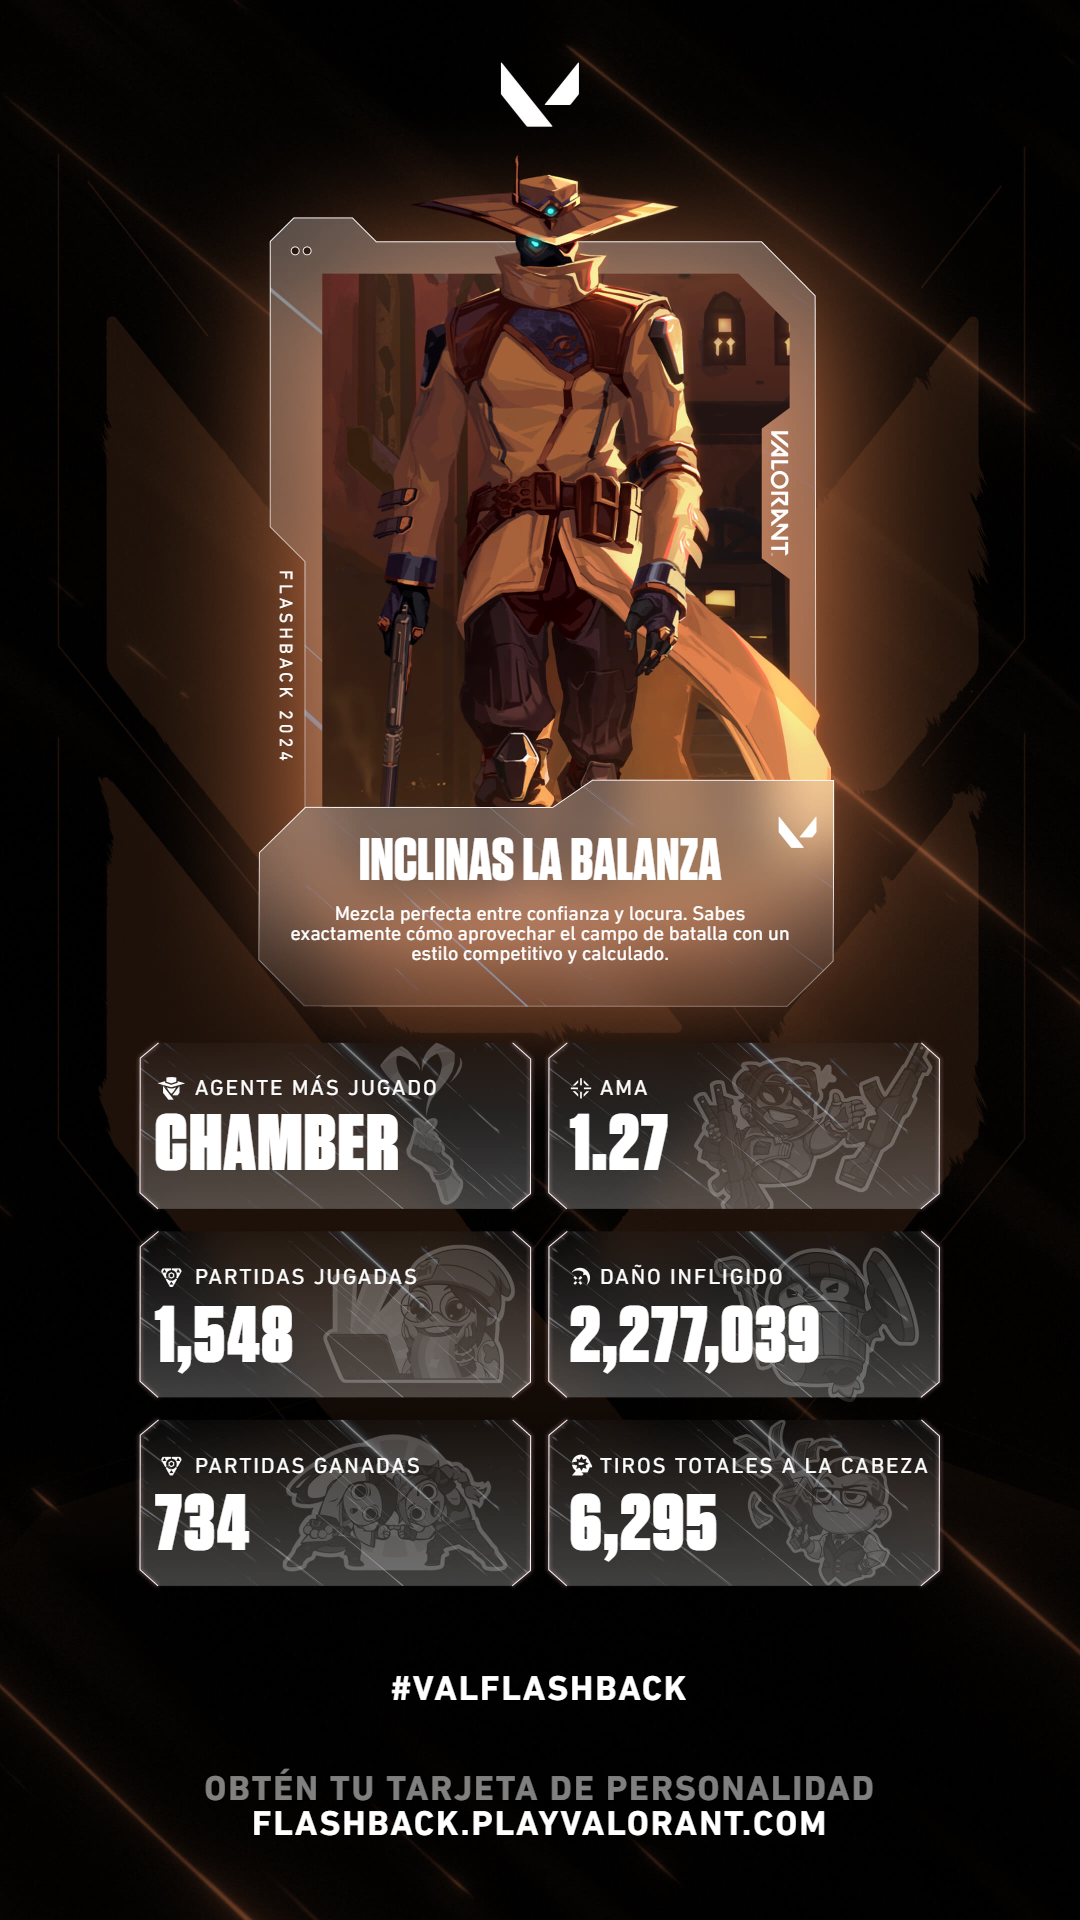 VALORANT
FLASHBACK 2024
INCLINAS LA BALANZA
Mezcla perfecta entre confianza y locura. Sabes
exactamente cómo aprovechar el campo de batalla con un
estilo competitivo y calculado.
AGENTE MÁS JUGADO
CHAMBER
AMA
1.27
PARTIDAS JUGADAS
1,548
DAÑO INFLIGIDO
2,277,039
PARTIDAS GANADAS
734
TIROS TOTALES A LA CABEZA
6,295
#VALFLASHBACK
OBTÉN TU TARJETA DE PERSONALIDAD
FLASHBACK.PLAYVALORANT.COM